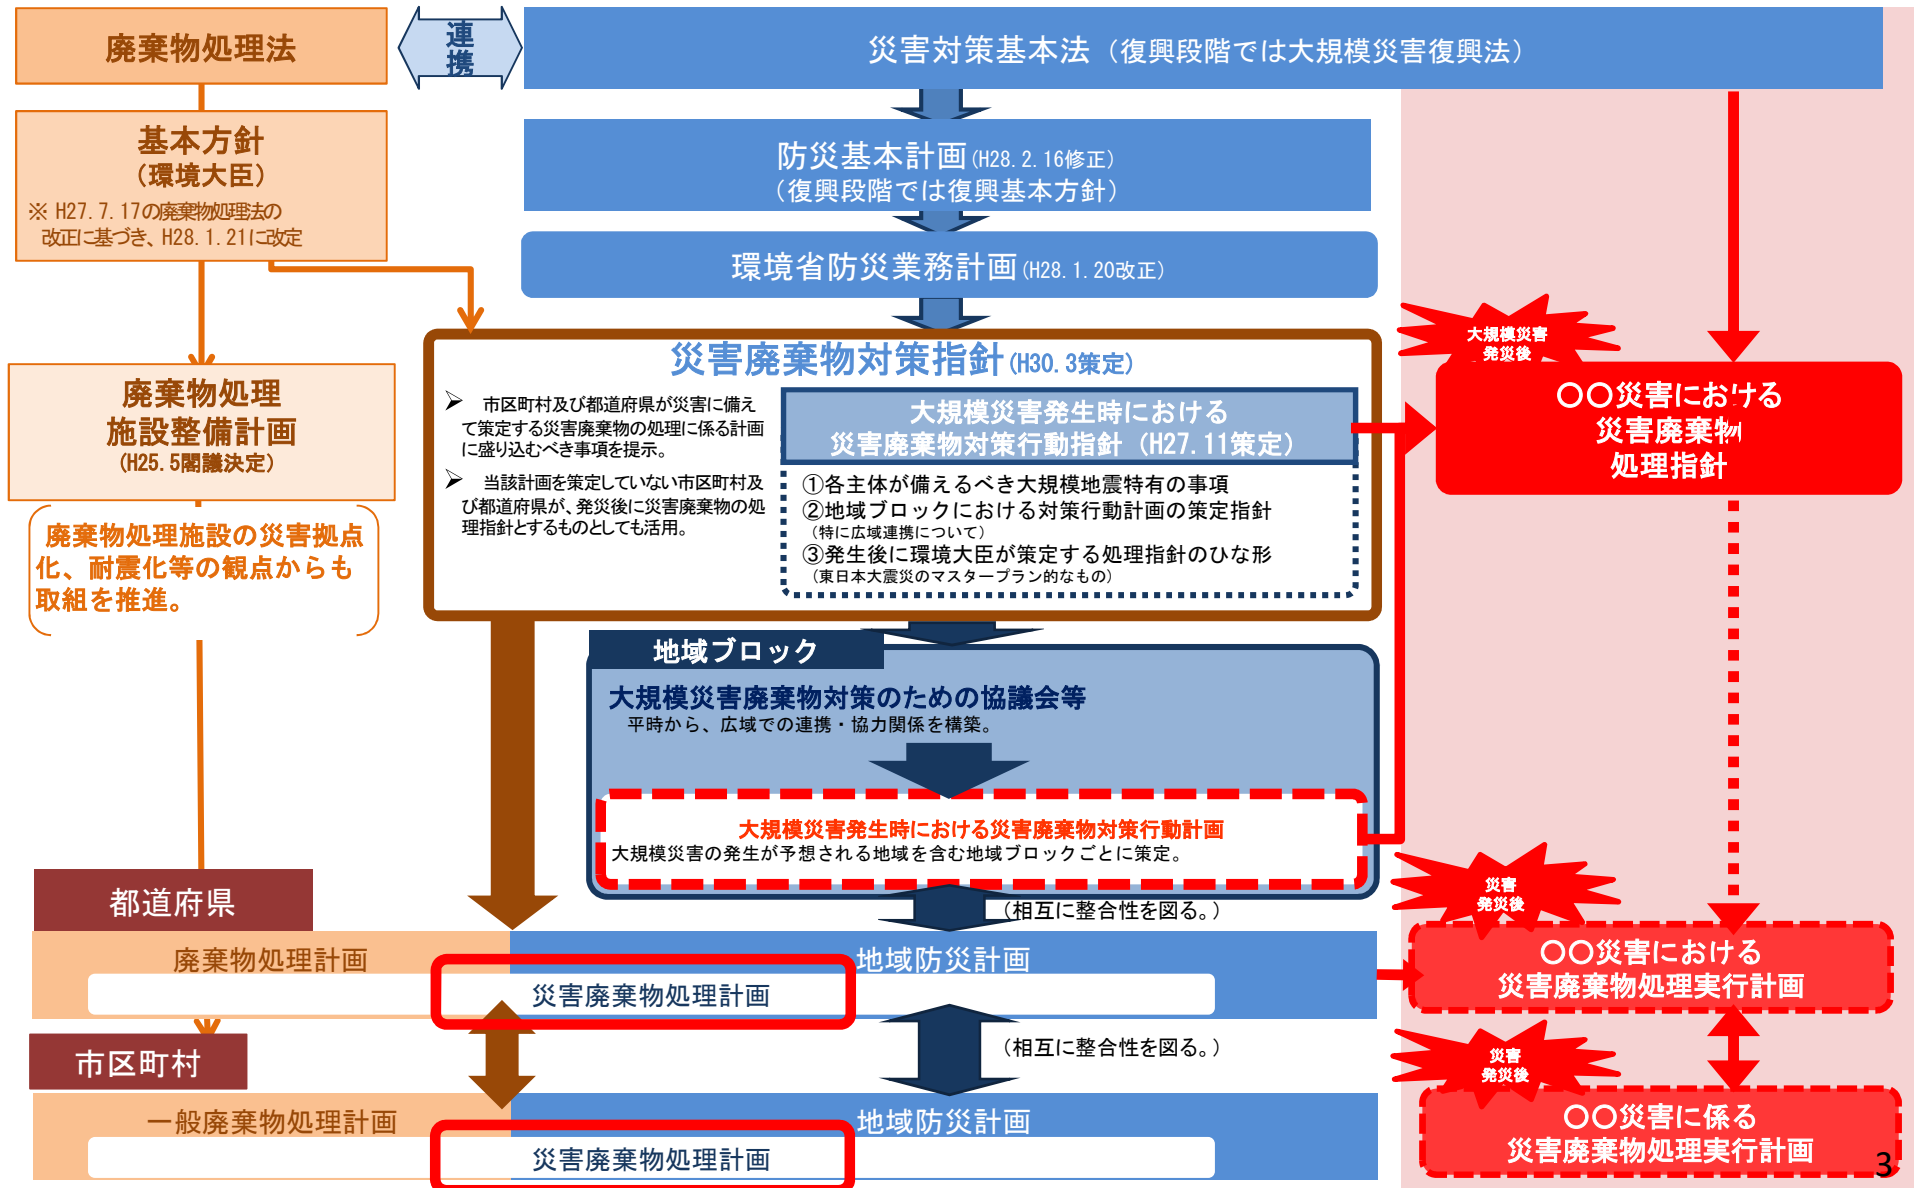 廃棄物処理法
連
携
災害対策基本法（復興段階では大規模災害復興法）
基本方針
（環境大臣）
※ H27.7.17の廃棄物処理法の
改正に基づき、H28.1.21に改定
防災基本計画(H28.2.16修正)
（復興段階では復興基本方針）
環境省防災業務計画(H28.1.20改正)
廃棄物処理
施設整備計画
(H25.5閣議決定)
廃棄物処理施設の災害拠点
化、耐震化等の観点からも
取組を推進。
災害廃棄物対策指針(H30.3策定)
➢ 市区町村及び都道府県が災害に備え
て策定する災害廃棄物の処理に係る計画
に盛り込むべき事項を提示。
➢ 当該計画を策定していない市区町村及
び都道府県が、発災後に災害廃棄物の処
理指針とするものとしても活用。
大規模災害発生時における
災害廃棄物対策行動指針（H27.11策定）
①各主体が備えるべき大規模地震特有の事項
②地域ブロックにおける対策行動計画の策定指針
（特に広域連携について）
③発生後に環境大臣が策定する処理指針のひな形
（東日本大震災のマスタープラン的なもの）
大規模災害
発災後
〇〇災害における
災害廃棄物
処理指針
地域ブロック
大規模災害廃棄物対策のための協議会等
平時から、広域での連携・協力関係を構築。
大規模災害発生時における災害廃棄物対策行動計画
大規模災害の発生が予想される地域を含む地域ブロックごとに策定。
（相互に整合性を図る。）
都道府県
廃棄物処理計画
地域防災計画
災害廃棄物処理計画
災害
発災後
〇〇災害における
災害廃棄物処理実行計画
（相互に整合性を図る。）
市区町村
一般廃棄物処理計画
地域防災計画
災害廃棄物処理計画
災害
発災後
〇〇災害に係る
災害廃棄物処理実行計画
3